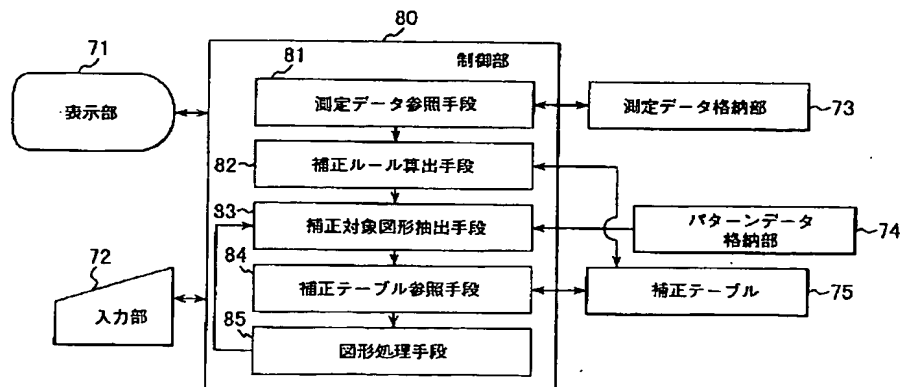 80
71
表示部
制御部
81
測定データ参照手段
測定データ格納部
73
82
補正ルール算出手段
83
補正対象図形抽出手段
パターンデータ
格納部
74
84
補正テーブル参照手段
補正テーブル
75
72
入力部
85
図形処理手段